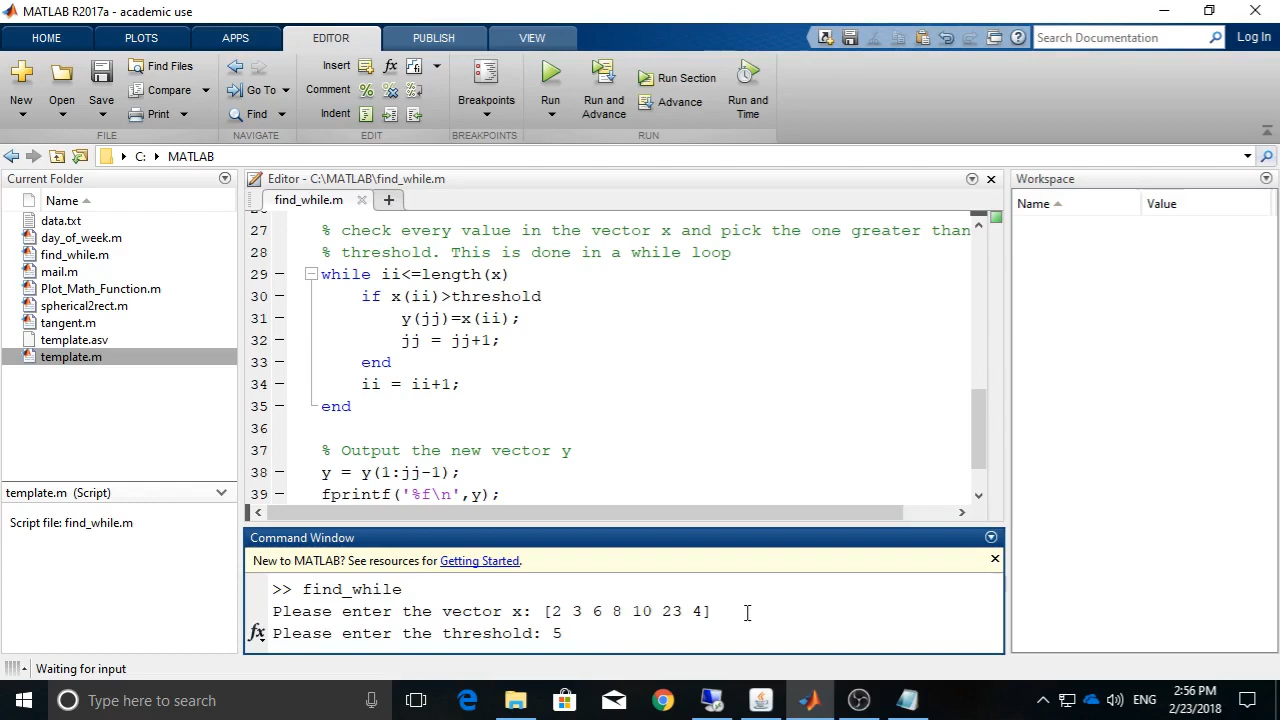 MATLAB R2017a - academic use
HOME PLOTS APPS EDITOR PUBLISH VIEW Search Documentation Log In
New Open Save Find Files Compare Print
Go To Find
Insert fx Comment % Indent
Breakpoints
Run Run and Advance Run Section Advance Run and Time
FILE NAVIGATE EDIT BREAKPOINTS RUN
C: MATLAB
Current Folder
Name
data.txt
day_of_week.m
find_while.m
mail.m
Plot_Math_Function.m
spherical2rect.m
tangent.m
template.asv
template.m
template.m (Script)
Script file: find_while.m
Editor - C:\MATLAB\find_while.m
find_while.m
27 % check every value in the vector x and pick the one greater than
28 % threshold. This is done in a while loop
29 while ii<=length(x)
30 if x(ii)>threshold
31 y(jj)=x(ii);
32 jj = jj+1;
33 end
34 ii = ii+1;
35 end
36
37 % Output the new vector y
38 y = y(1:jj-1);
39 fprintf('%f\n',y);
Command Window
New to MATLAB? See resources for Getting Started.
>> find_while
Please enter the vector x: [2 3 6 8 10 23 4]
fx Please enter the threshold: 5
Workspace
Name Value
Waiting for input
Type here to search
ENG
2:56 PM
2/23/2018